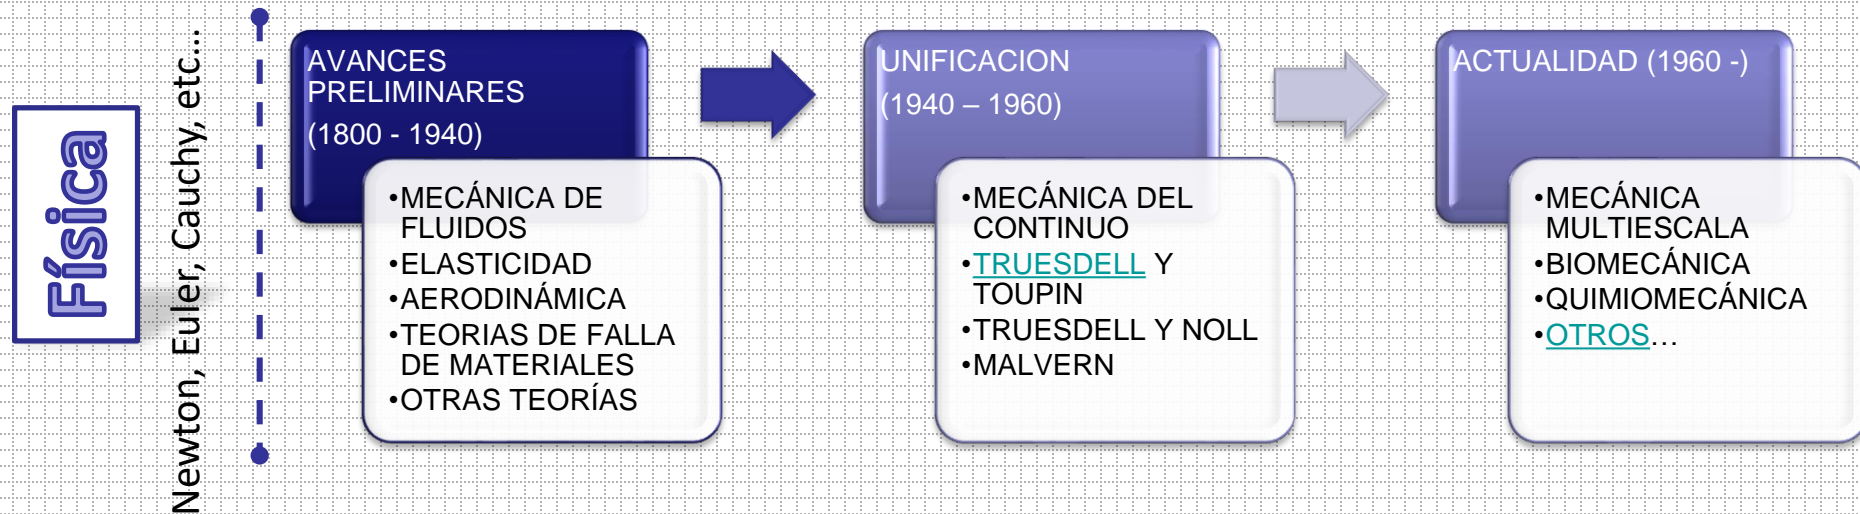 Física
Newton, Euler, Cauchy, etc...
AVANCES
PRELIMINARES
(1800 - 1940)
•MECÁNICA DE
FLUIDOS
•ELASTICIDAD
•AERODINÁMICA
•TEORIAS DE FALLA
DE MATERIALES
•OTRAS TEORÍAS
UNIFICACION
(1940 – 1960)
•MECÁNICA DEL
CONTINUO
•TRUESDELL Y
TOUPIN
•TRUESDELL Y NOLL
•MALVERN
ACTUALIDAD (1960 -)
•MECÁNICA
MULTIESCALA
•BIOMECÁNICA
•QUIMIOMECÁNICA
•OTROS…